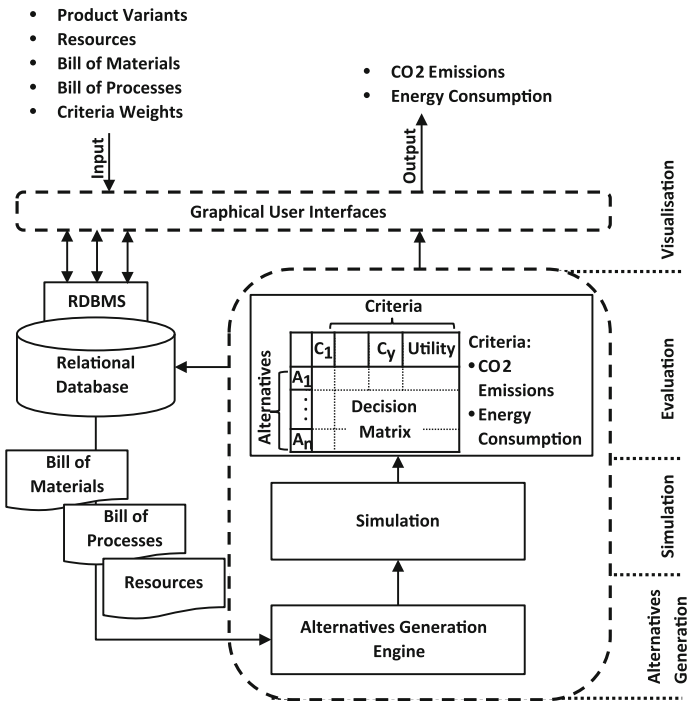 • Product Variants
• Resources
• Bill of Materials
• Bill of Processes
• Criteria Weights
• CO2 Emissions
• Energy Consumption
Input
Output
Graphical User Interfaces
Visualisation
RDBMS
Relational
Database
Criteria
C1 Cy Utility
Alternatives
A1
⋮
An
Decision
Matrix
Criteria:
• CO2
Emissions
• Energy
Consumption
Evaluation
Bill of
Materials
Bill of
Processes
Resources
Simulation
Simulation
Alternatives Generation
Engine
Alternatives
Generation